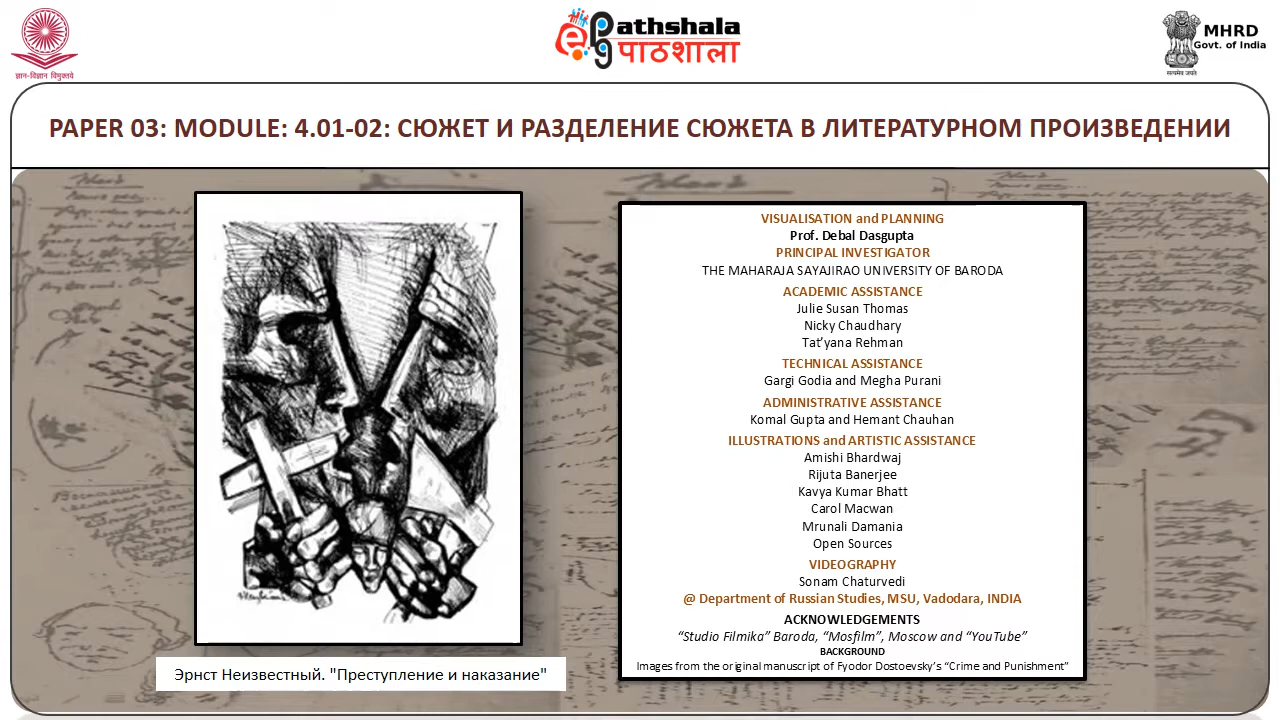 ज्ञान-विज्ञान विमुक्तये
ePathshala
पाठशाला
MHRD
Govt. of India
सत्यमेव जयते
PAPER 03: MODULE: 4.01-02: СЮЖЕТ И РАЗДЕЛЕНИЕ СЮЖЕТА В ЛИТЕРАТУРНОМ ПРОИЗВЕДЕНИИ
Эрнст Неизвестный. "Преступление и наказание"
VISUALISATION and PLANNING
Prof. Debal Dasgupta
PRINCIPAL INVESTIGATOR
THE MAHARAJA SAYAJIRAO UNIVERSITY OF BARODA
ACADEMIC ASSISTANCE
Julie Susan Thomas
Nicky Chaudhary
Tat’yana Rehman
TECHNICAL ASSISTANCE
Gargi Godia and Megha Purani
ADMINISTRATIVE ASSISTANCE
Komal Gupta and Hemant Chauhan
ILLUSTRATIONS and ARTISTIC ASSISTANCE
Amishi Bhardwaj
Rijuta Banerjee
Kavya Kumar Bhatt
Carol Macwan
Mrunali Damania
Open Sources
VIDEOGRAPHY
Sonam Chaturvedi
@ Department of Russian Studies, MSU, Vadodara, INDIA
ACKNOWLEDGEMENTS
“Studio Filmika” Baroda, “Mosfilm”, Moscow and “YouTube”
BACKGROUND
Images from the original manuscript of Fyodor Dostoevsky’s “Crime and Punishment”